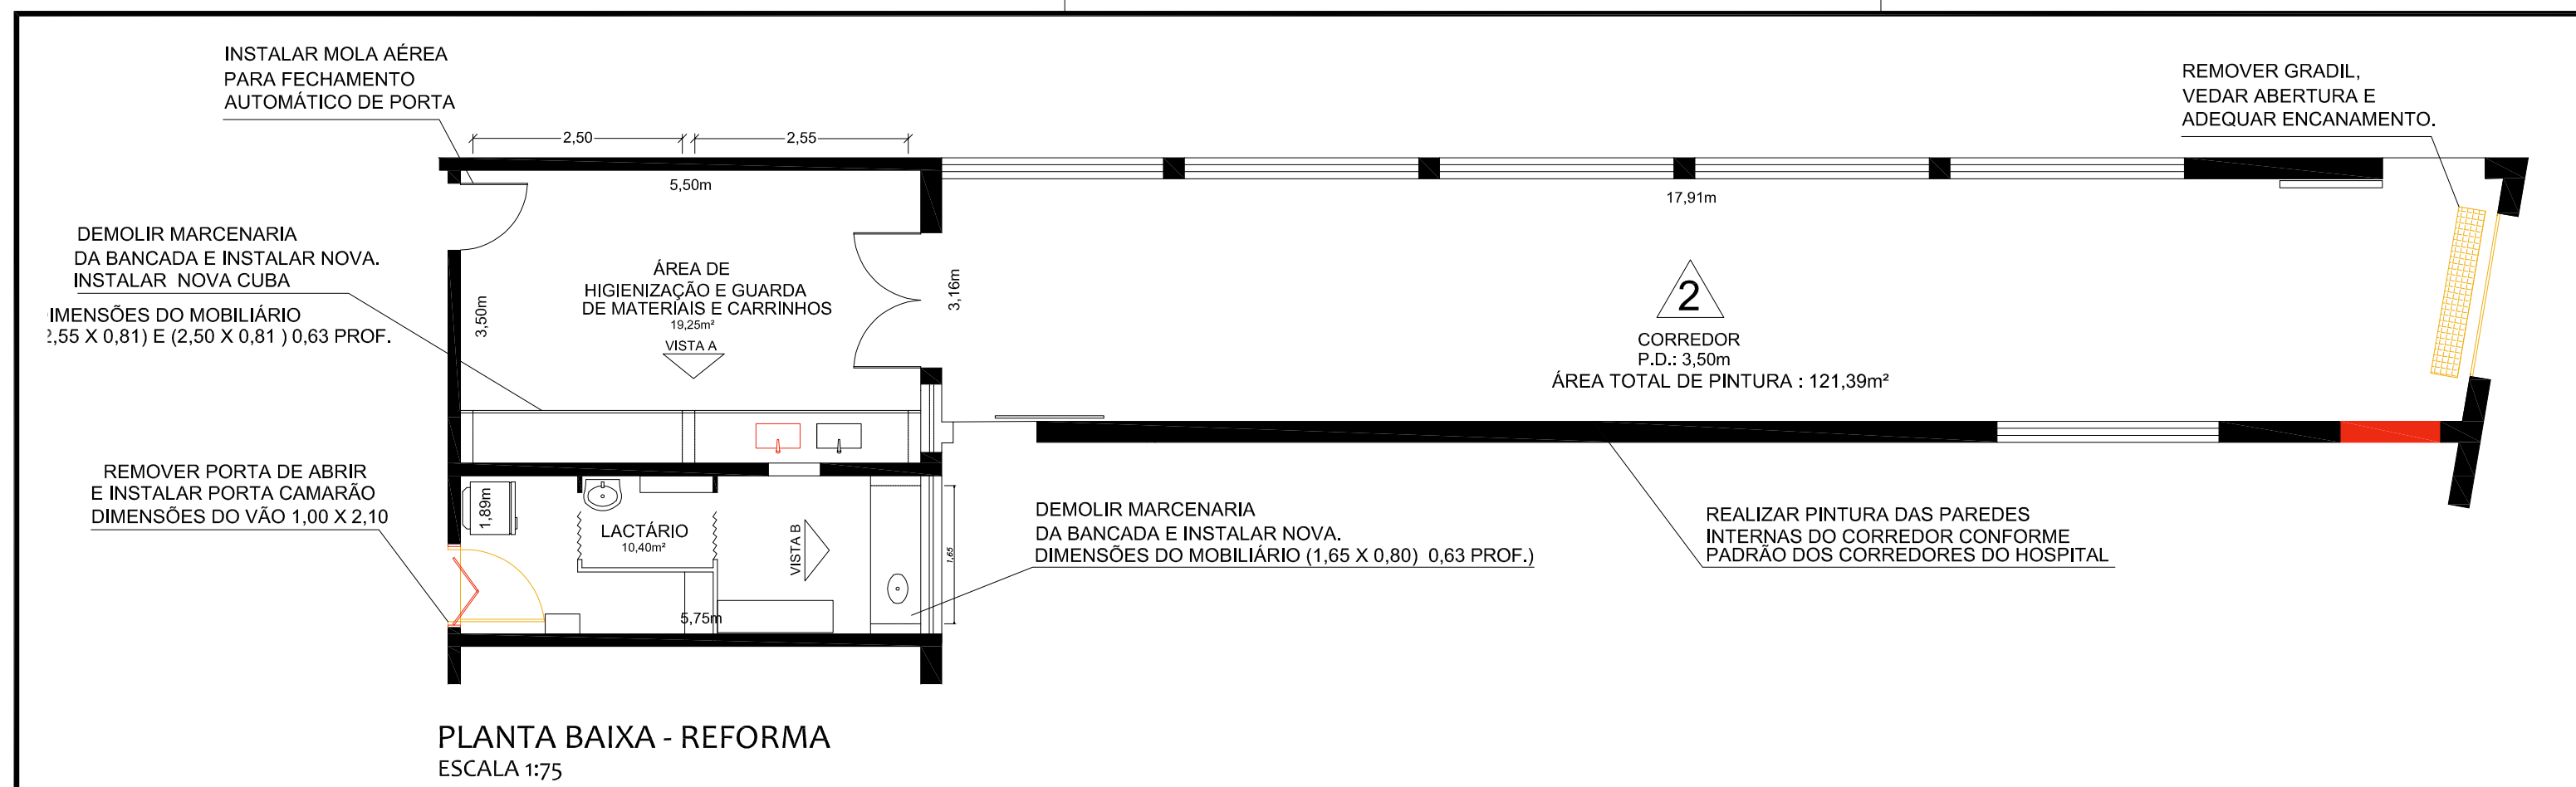 INSTALAR MOLA AÉREA
PARA FECHAMENTO
AUTOMÁTICO DE PORTA
REMOVER GRADIL,
VEDAR ABERTURA E
ADEQUAR ENCANAMENTO.
2,50
2,55
5,50m
17,91m
DEMOLIR MARCENARIA
DA BANCADA E INSTALAR NOVA.
INSTALAR NOVA CUBA
IMENSÕES DO MOBILIÁRIO
2,55 X 0,81) E (2,50 X 0,81 ) 0,63 PROF.
3,50m
ÁREA DE
HIGIENIZAÇÃO E GUARDA
DE MATERIAIS E CARRINHOS
19,25m²
VISTA A
3,16m
2
CORREDOR
P.D.: 3,50m
ÁREA TOTAL DE PINTURA : 121,39m²
REMOVER PORTA DE ABRIR
E INSTALAR PORTA CAMARÃO
DIMENSÕES DO VÃO 1,00 X 2,10
1,89m
LACTÁRIO
10,40m²
VISTA B
5,75m
1,65
DEMOLIR MARCENARIA
DA BANCADA E INSTALAR NOVA.
DIMENSÕES DO MOBILIÁRIO (1,65 X 0,80) 0,63 PROF.)
REALIZAR PINTURA DAS PAREDES
INTERNAS DO CORREDOR CONFORME
PADRÃO DOS CORREDORES DO HOSPITAL
PLANTA BAIXA - REFORMA
ESCALA 1:75